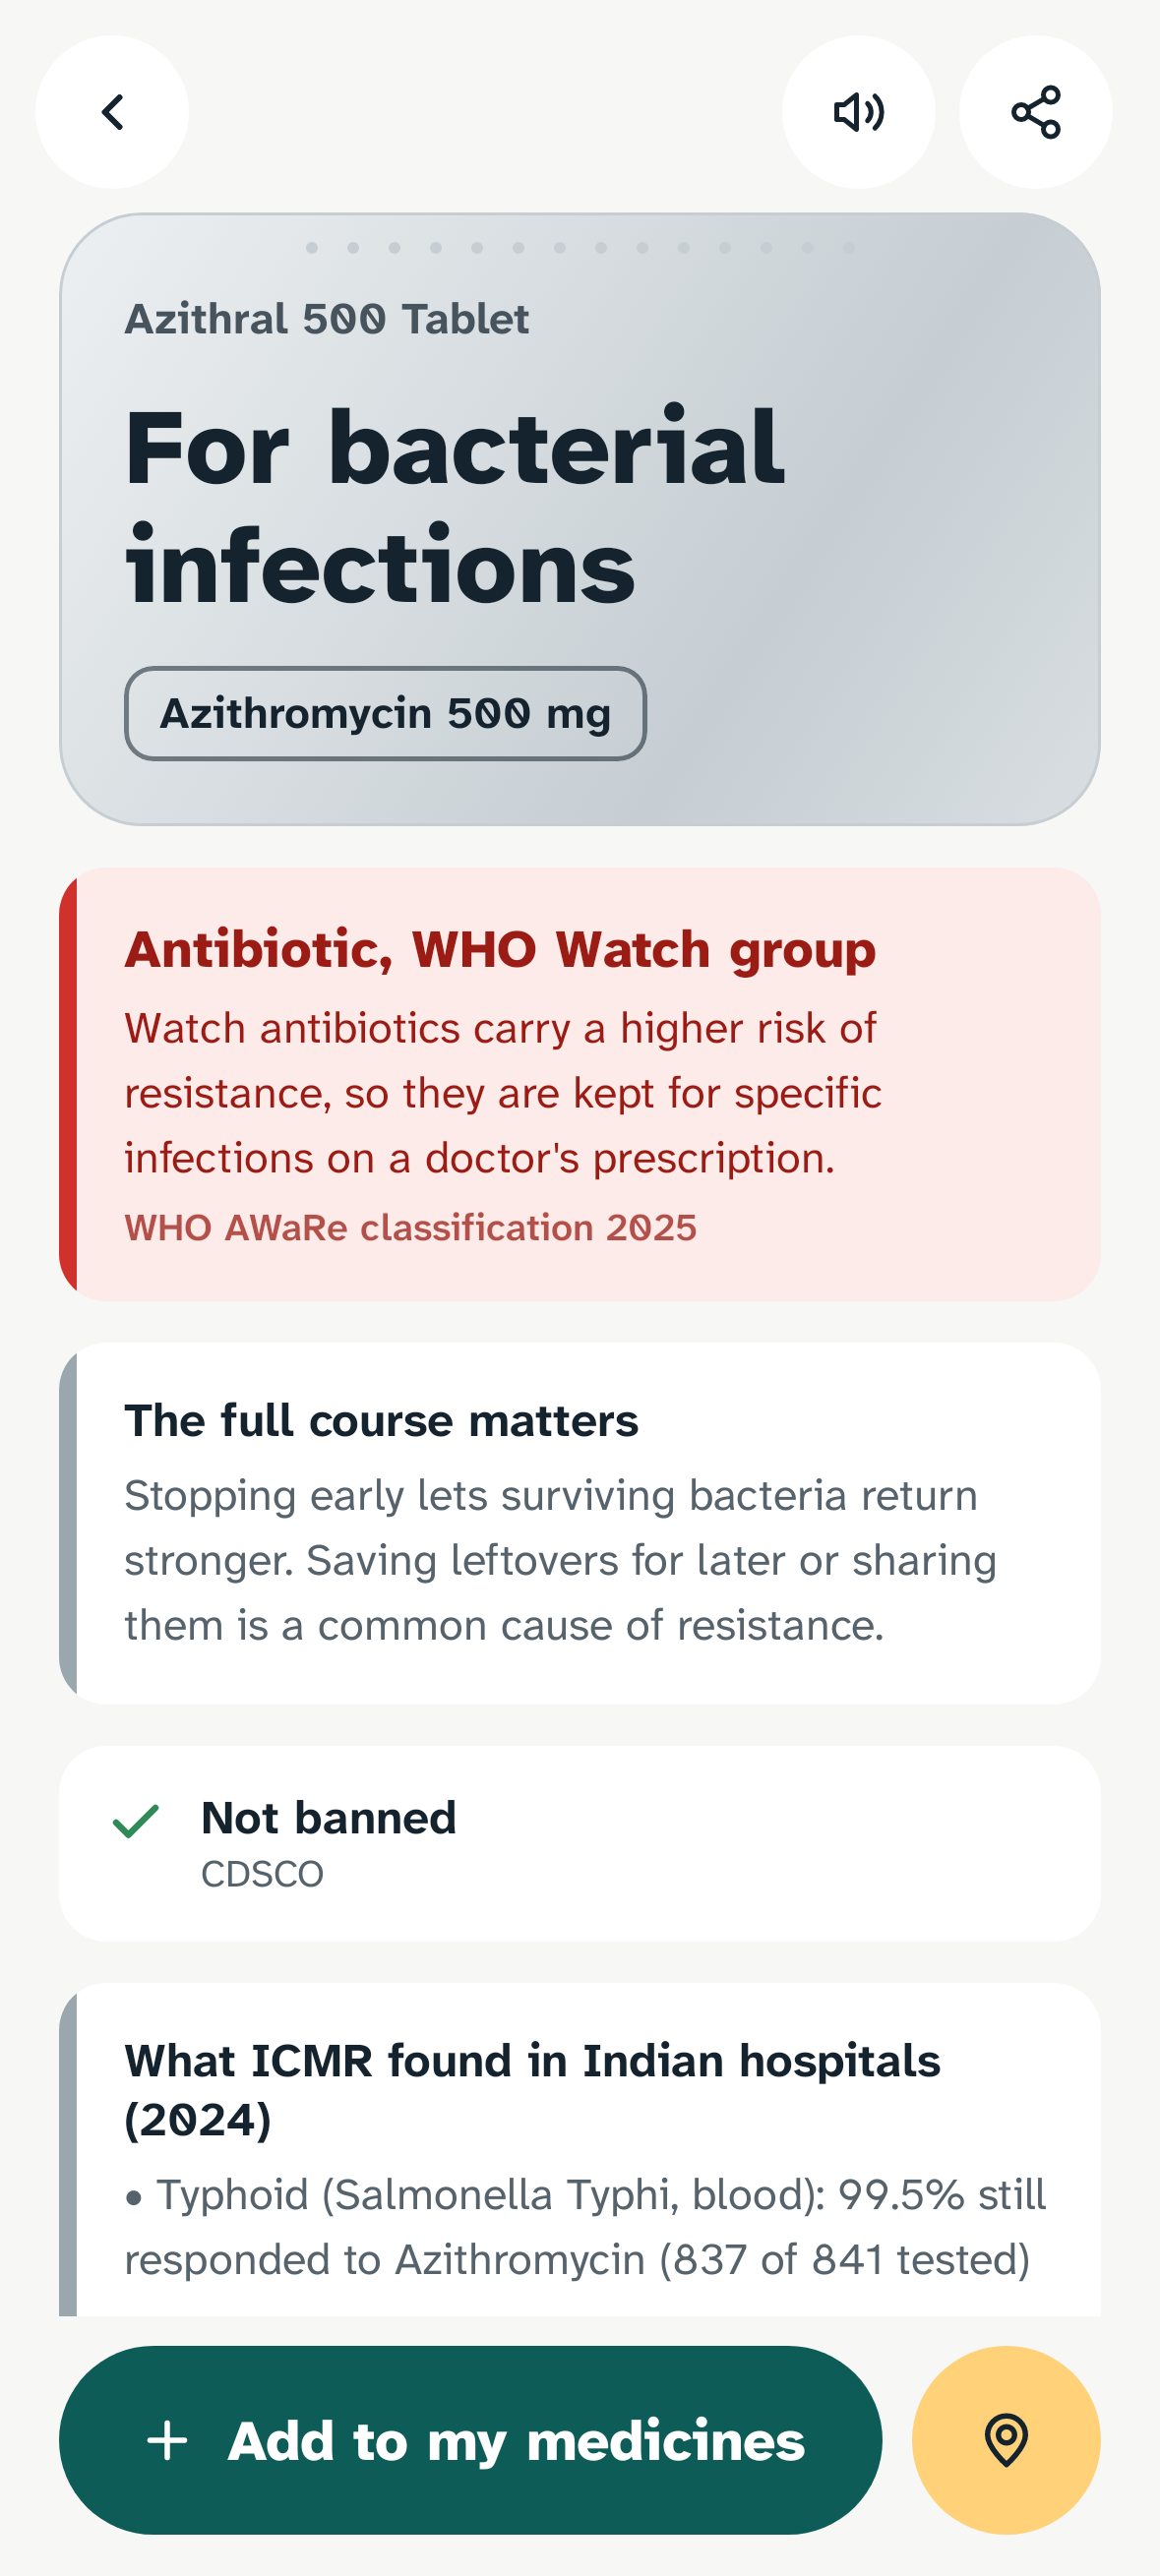 Azithral 500 Tablet
For bacterial
infections
Azithromycin 500 mg
Antibiotic, WHO Watch group
Watch antibiotics carry a higher risk of
resistance, so they are kept for specific
infections on a doctor's prescription.
WHO AWaRe classification 2025
The full course matters
Stopping early lets surviving bacteria return
stronger. Saving leftovers for later or sharing
them is a common cause of resistance.
Not banned
CDSCO
What ICMR found in Indian hospitals
(2024)
• Typhoid (Salmonella Typhi, blood): 99.5% still
responded to Azithromycin (837 of 841 tested)
Add to my medicines